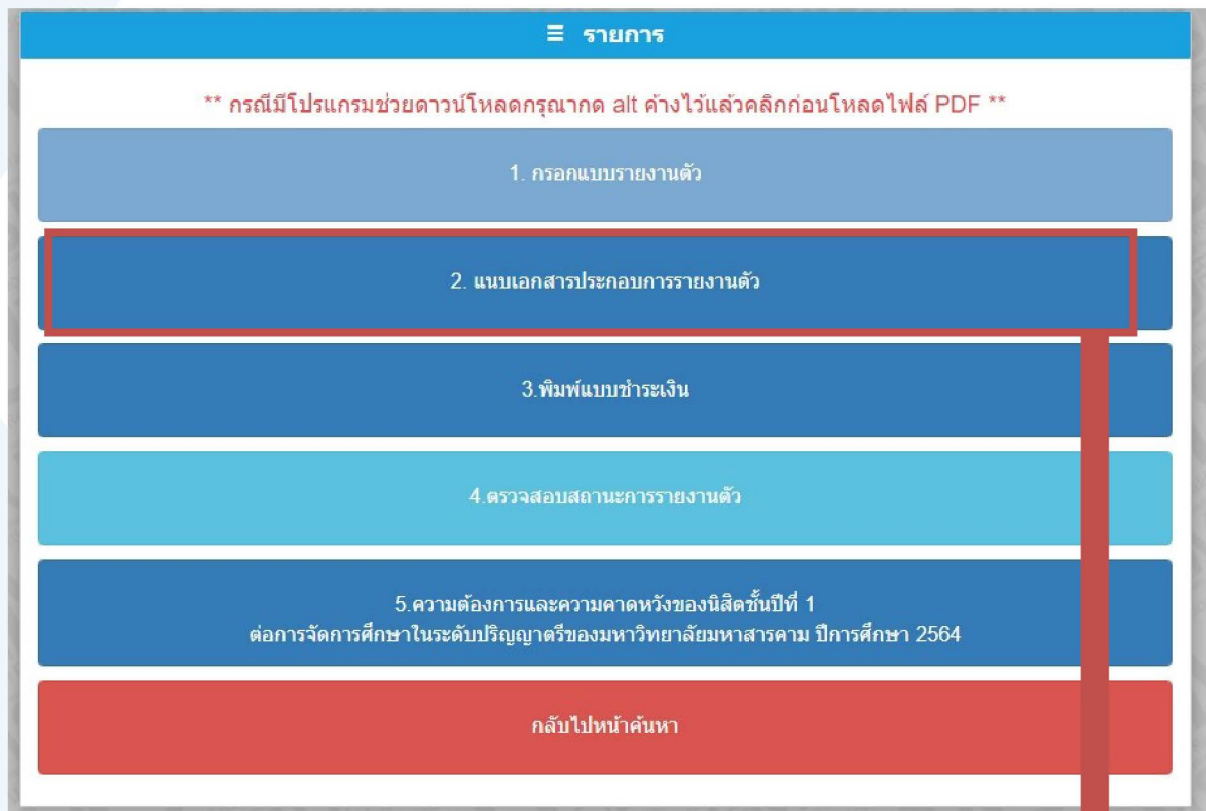 ≡ รายการ
** กรณีมีโปรแกรมช่วยดาวน์โหลดกรุณากด alt ค้างไว้แล้วคลิกก่อนโหลดไฟล์ PDF **
1. กรอกแบบรายงานตัว
2. แนบเอกสารประกอบการรายงานตัว
3.พิมพ์แบบชำระเงิน
4.ตรวจสอบสถานะการรายงานตัว
5.ความต้องการและความคาดหวังของนิสิตชั้นปีที่ 1
ต่อการจัดการศึกษาในระดับปริญญาตรีของมหาวิทยาลัยมหาสารคาม ปีการศึกษา 2564
กลับไปหน้าค้นหา